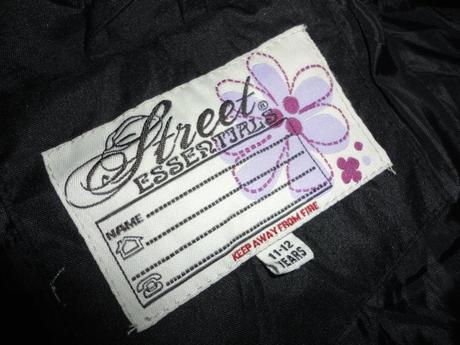 Street
ESSENTIALS®
NAME
KEEP AWAY FROM FIRE
11-12
YEARS